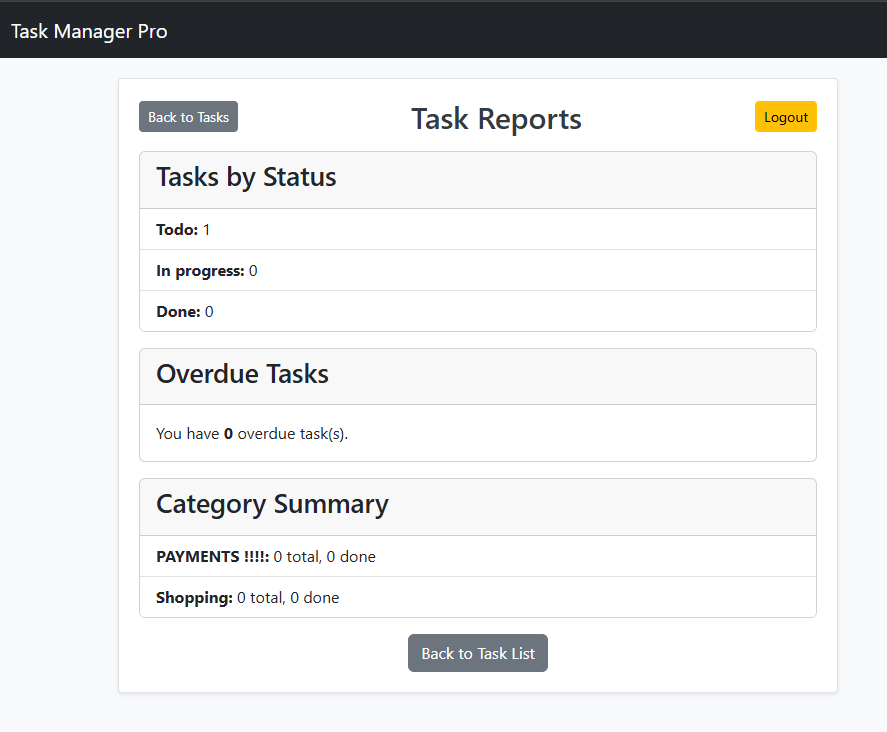 Task Manager Pro
Back to Tasks
Task Reports
Logout
Tasks by Status
Todo: 1
In progress: 0
Done: 0
Overdue Tasks
You have 0 overdue task(s).
Category Summary
PAYMENTS !!!!: 0 total, 0 done
Shopping: 0 total, 0 done
Back to Task List